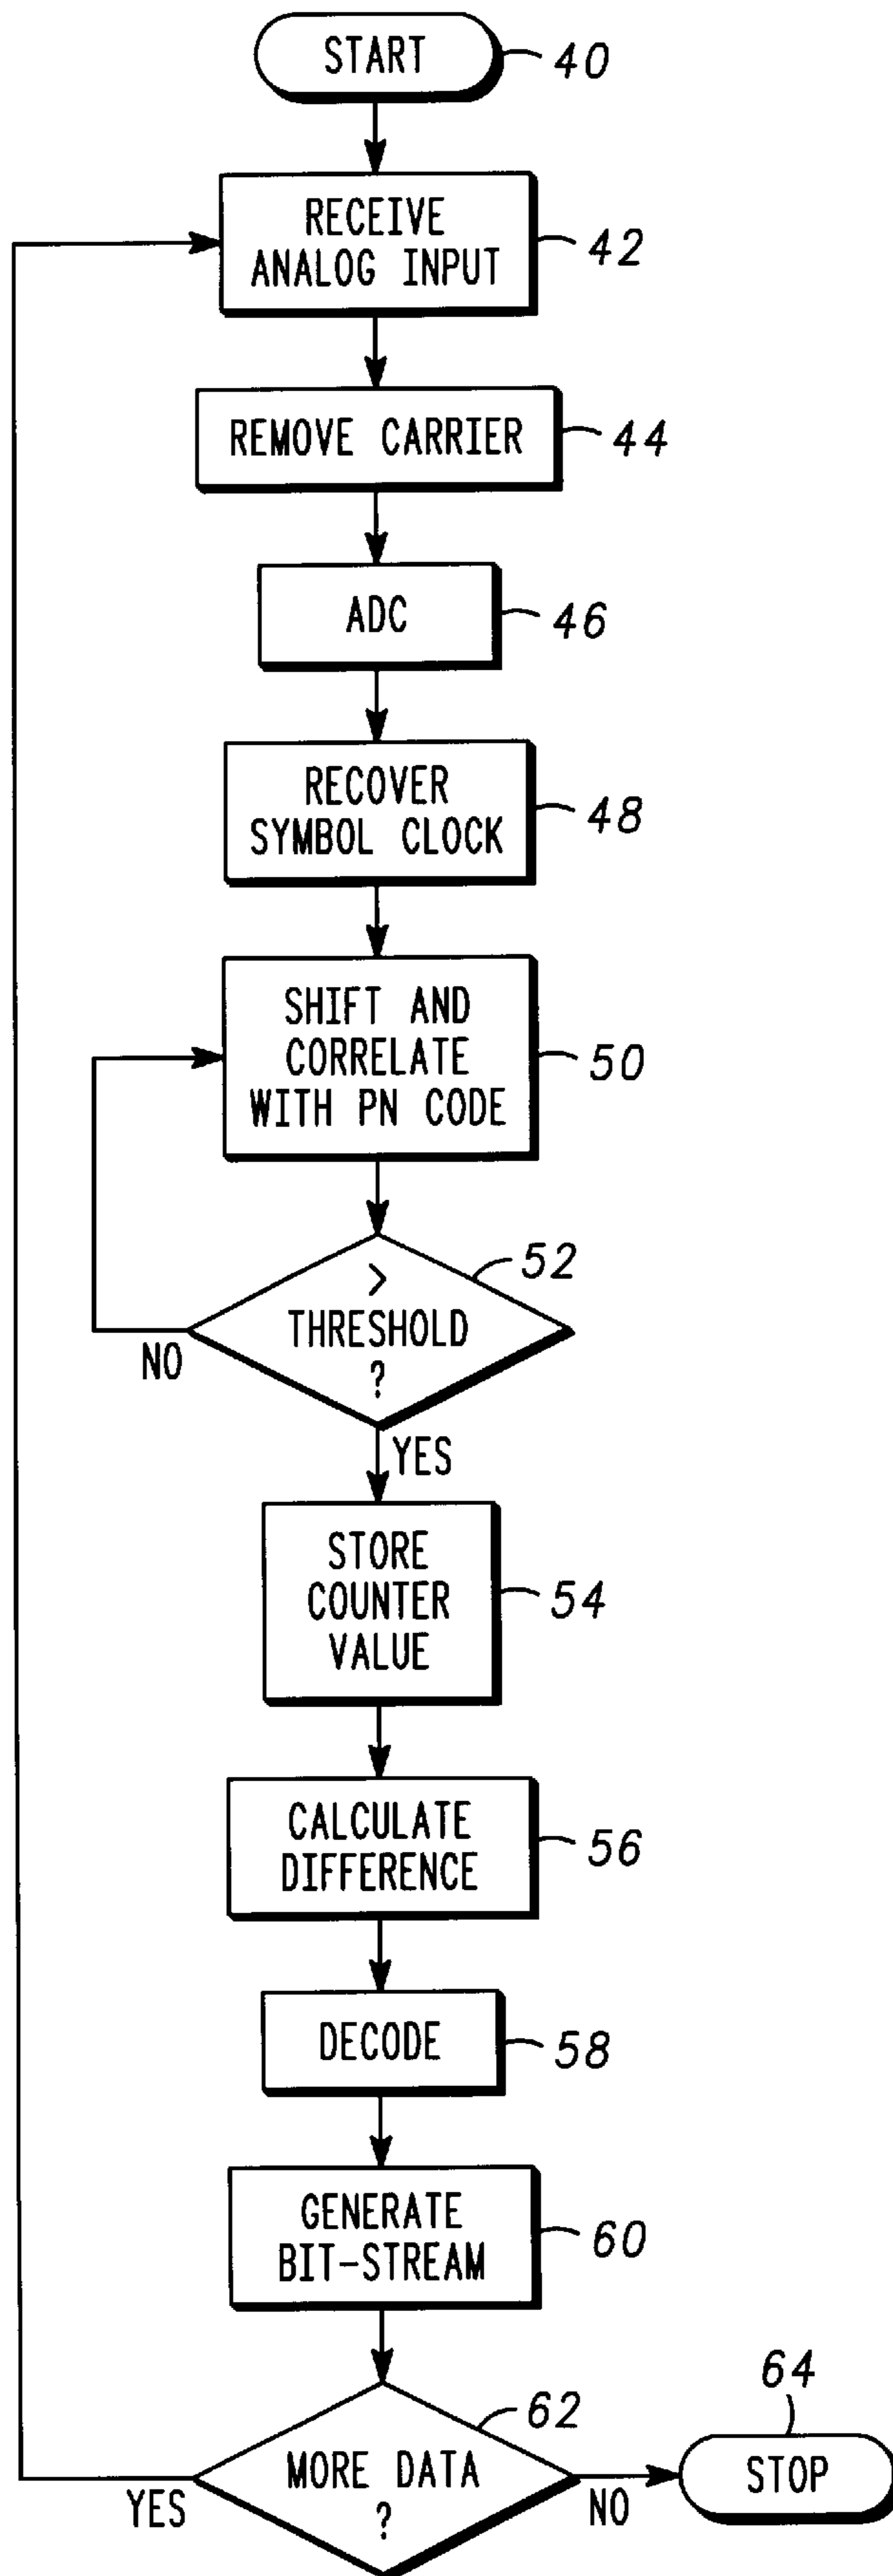 START
40
RECEIVE
ANALOG INPUT
42
REMOVE CARRIER
44
ADC
46
RECOVER
SYMBOL CLOCK
48
SHIFT AND
CORRELATE
WITH PN CODE
50
>
THRESHOLD
?
52
NO
YES
STORE
COUNTER
VALUE
54
CALCULATE
DIFFERENCE
56
DECODE
58
GENERATE
BIT-STREAM
60
MORE DATA
?
62
YES
NO
64
STOP